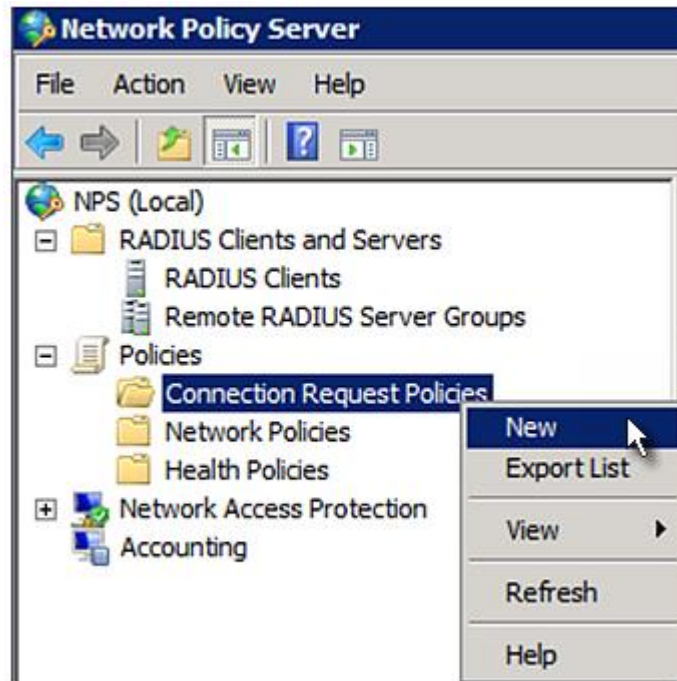 Network Policy Server
File Action View Help
NPS (Local)
RADIUS Clients and Servers
RADIUS Clients
Remote RADIUS Server Groups
Policies
Connection Request Policies
Network Policies
Health Policies
Network Access Protection
Accounting
New
Export List
View
Refresh
Help